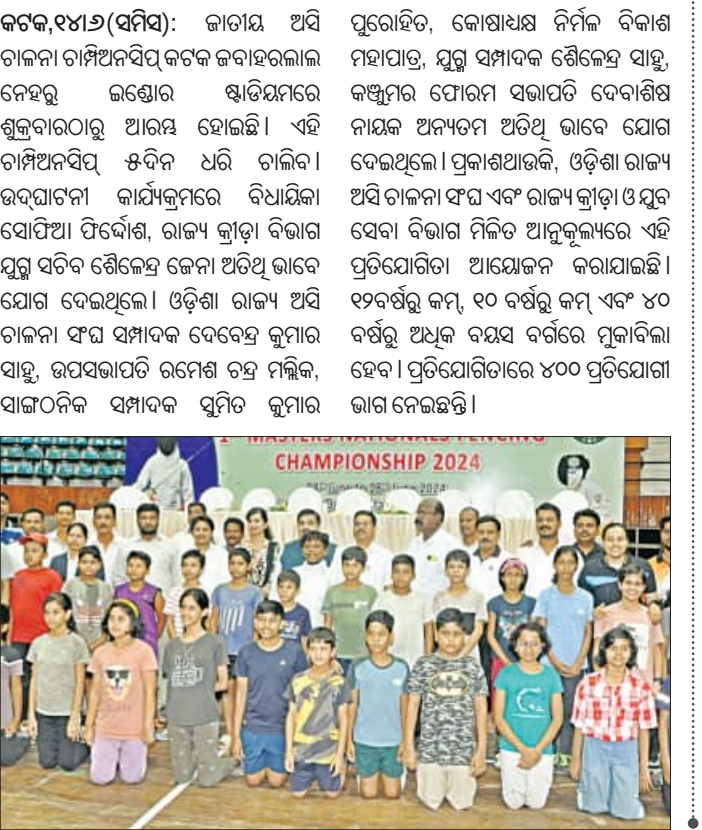 କଟକ,୧୪ା୬(ସମିସ): ଜାତୀୟ ଅସି
ଚାଳନା ଚାମ୍ପିଅନସିପ୍ କଟକ ଜବାହରଲାଲ
ନେହରୁ ଇଣ୍ଡୋର ଷ୍ଟାଡିୟମରେ
ଶୁକ୍ରବାରଠାରୁ ଆରମ୍ଭ ହୋଇଛି। ଏହି
ଚାମ୍ପିଅନସିପ୍ ୫ଦିନ ଧରି ଚାଲିବ।
ଉଦ୍‌ଘାଟନୀ କାର୍ଯ୍ୟକ୍ରମରେ ବିଧାୟିକା
ସୋଫିଆ ଫିର୍ଦ୍ଦୋଶ, ରାଜ୍ୟ କ୍ରୀଡ଼ା ବିଭାଗ
ଯୁଗ୍ମ ସଚିବ ଶୈଳେନ୍ଦ୍ର ଜେନା ଅତିଥି ଭାବେ
ଯୋଗ ଦେଇଥିଲେ। ଓଡ଼ିଶା ରାଜ୍ୟ ଅସି
ଚାଳନା ସଂଘ ସମ୍ପାଦକ ଦେବେନ୍ଦ୍ର କୁମାର
ସାହୁ, ଉପସଭାପତି ରମେଶ ଚନ୍ଦ୍ର ମଲ୍ଲିକ,
ସାଙ୍ଗଠନିକ ସମ୍ପାଦକ ସୁମିତ କୁମାର
ପୁରୋହିତ, କୋଷାଧ୍ୟକ୍ଷ ନିର୍ମଳ ବିକାଶ
ମହାପାତ୍ର, ଯୁଗ୍ମ ସମ୍ପାଦକ ଶୈଳେନ୍ଦ୍ର ସାହୁ,
କଞ୍ଜୁମର ଫୋରମ ସଭାପତି ଦେବାଶିଷ
ନାୟକ ଅନ୍ୟତମ ଅତିଥି ଭାବେ ଯୋଗ
ଦେଇଥିଲେ। ପ୍ରକାଶଥାଉକି, ଓଡ଼ିଶା ରାଜ୍ୟ
ଅସି ଚାଳନା ସଂଘ ଏବଂ ରାଜ୍ୟ କ୍ରୀଡ଼ା ଓ ଯୁବ
ସେବା ବିଭାଗ ମିଳିତ ଆନୁକୂଲ୍ୟରେ ଏହି
ପ୍ରତିଯୋଗିତା ଆୟୋଜନ କରାଯାଇଛି।
୧୨ବର୍ଷରୁ କମ୍, ୧୦ ବର୍ଷରୁ କମ୍ ଏବଂ ୪୦
ବର୍ଷରୁ ଅଧିକ ବୟସ ବର୍ଗରେ ମୁକାବିଲା
ହେବ। ପ୍ରତିଯୋଗିତାରେ ୪୦୦ ପ୍ରତିଯୋଗୀ
ଭାଗ ନେଇଛନ୍ତି।
MASTERS NATIONALS FENCING
CHAMPIONSHIP 2024